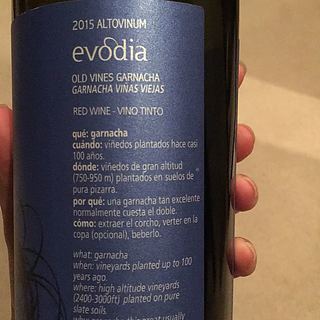 2015 ALTOVINUM
evodia
OLD VINES GARNACHA
GARNACHA VIÑAS VIEJAS
RED WINE - VINO TINTO
qué: garnacha
cuándo: viñedos plantados hace casi
100 años.
dónde: viñedos de gran altitud
(750-950 m) plantados en suelos de
pura pizarra.
por qué: una garnacha tan excelente
normalmente cuesta el doble.
cómo: extraer el corcho, verter en la
copa (opcional), beberlo.
what: garnacha
when: vineyards planted up to 100
years ago.
where: high altitude vineyards
(2400-3000ft) planted on pure
slate soils.